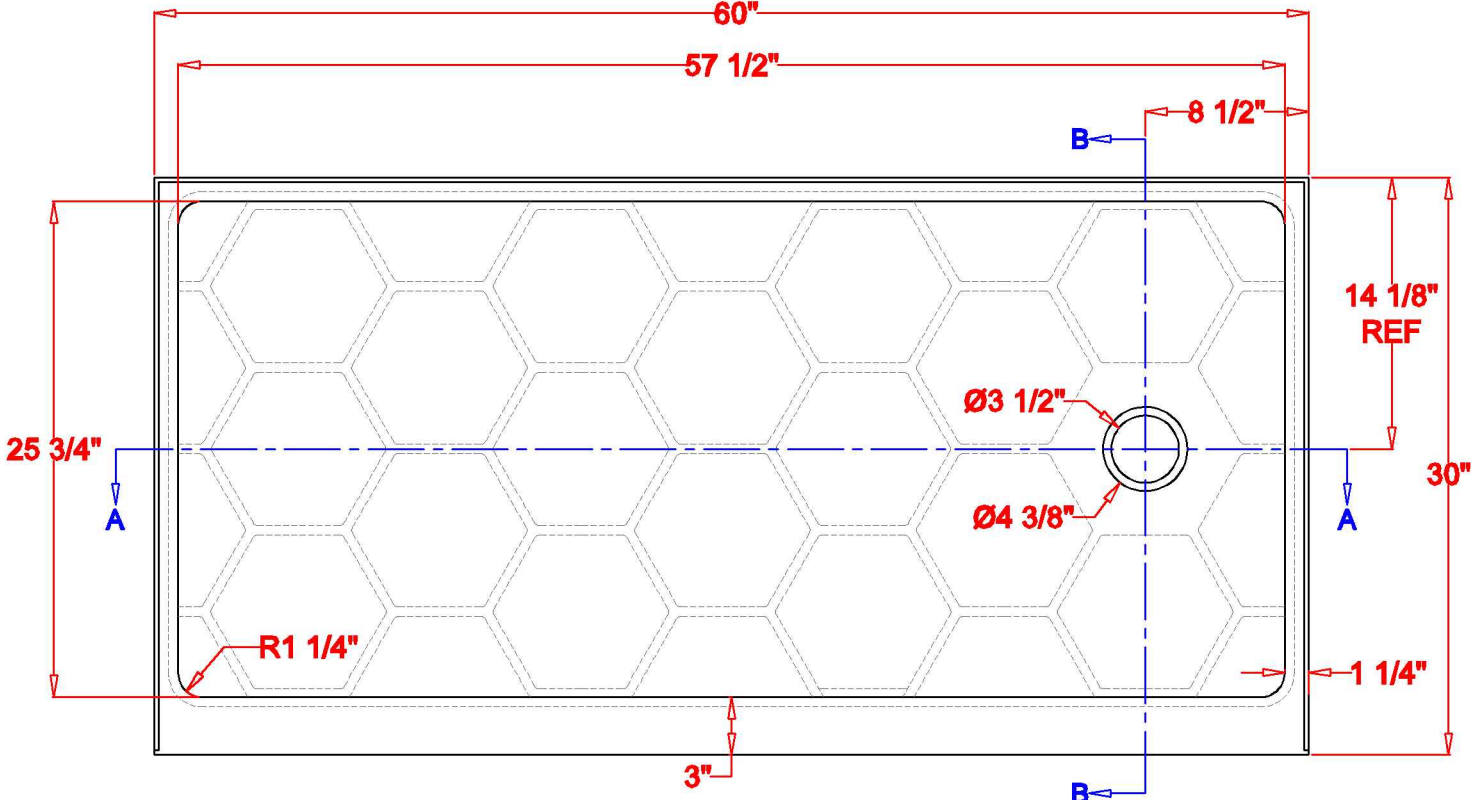 60"
57 1/2"
8 1/2"
B
14 1/8"
REF
Ø3 1/2"
25 3/4"
30"
A
Ø4 3/8"
A
R1 1/4"
1 1/4"
3"
B